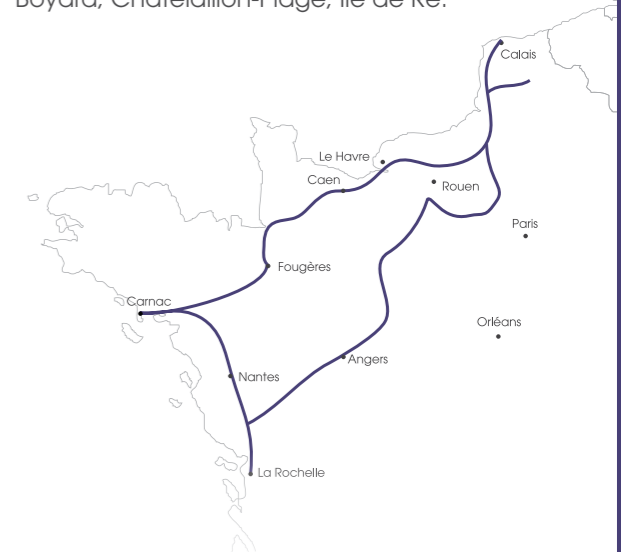 Boyard, Châtelaillon-Plage, Île de Ré.
Calais
Le Havre
Caen
Rouen
Paris
Fougères
Carnac
Orléans
Angers
Nantes
La Rochelle